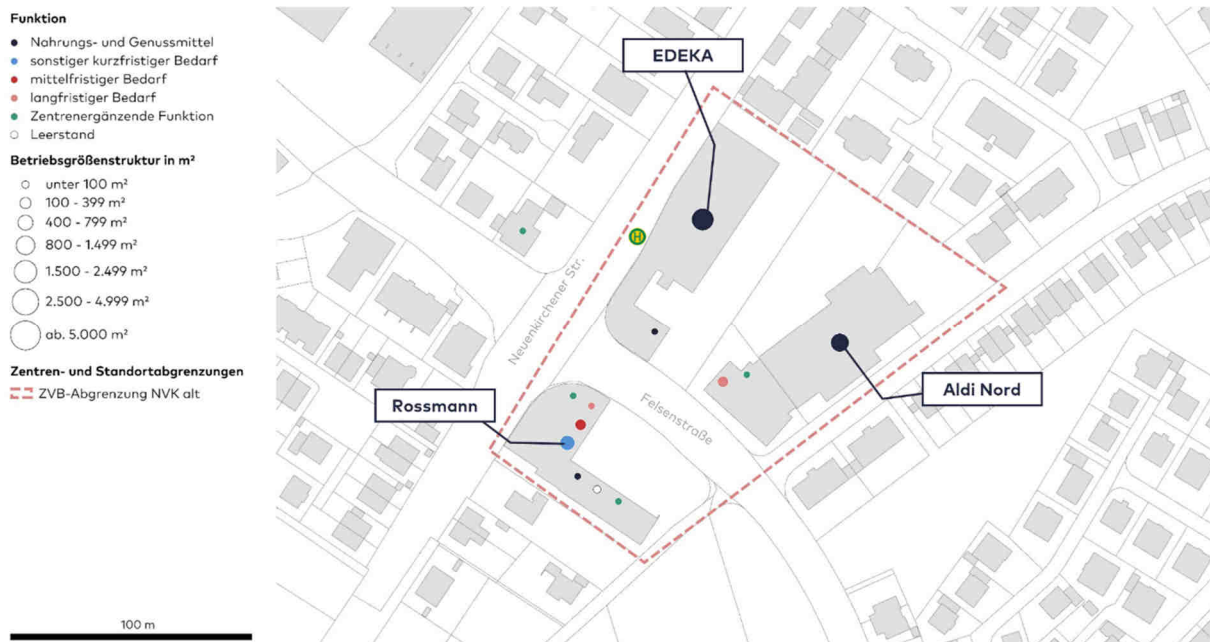 Funktion
Nahrungs- und Genussmittel
sonstiger kurzfristiger Bedarf
mittelfristiger Bedarf
langfristiger Bedarf
Zentrenergänzende Funktion
Leerstand
Betriebsgrößenstruktur in m²
unter 100 m²
100 - 399 m²
400 - 799 m²
800 - 1.499 m²
1.500 - 2.499 m²
2.500 - 4.999 m²
ab. 5.000 m²
Zentren- und Standortabgrenzungen
ZVB-Abgrenzung NVK alt
100 m
EDEKA
H
Neuenkirchener Str.
Rossmann
Felsenstraße
Aldi Nord